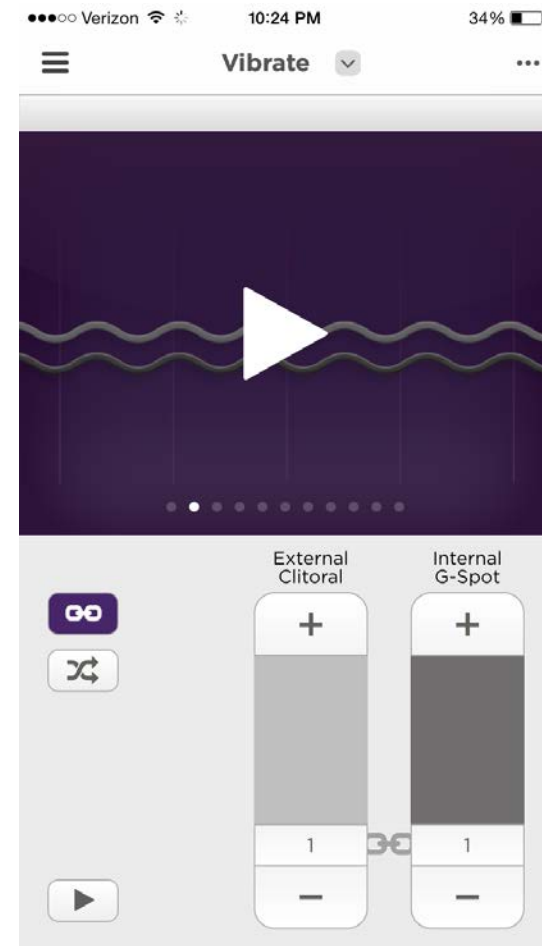 Verizon 10:24 PM 34%
Vibrate
External
Clitoral
Internal
G-Spot
+ +
1 1
− −